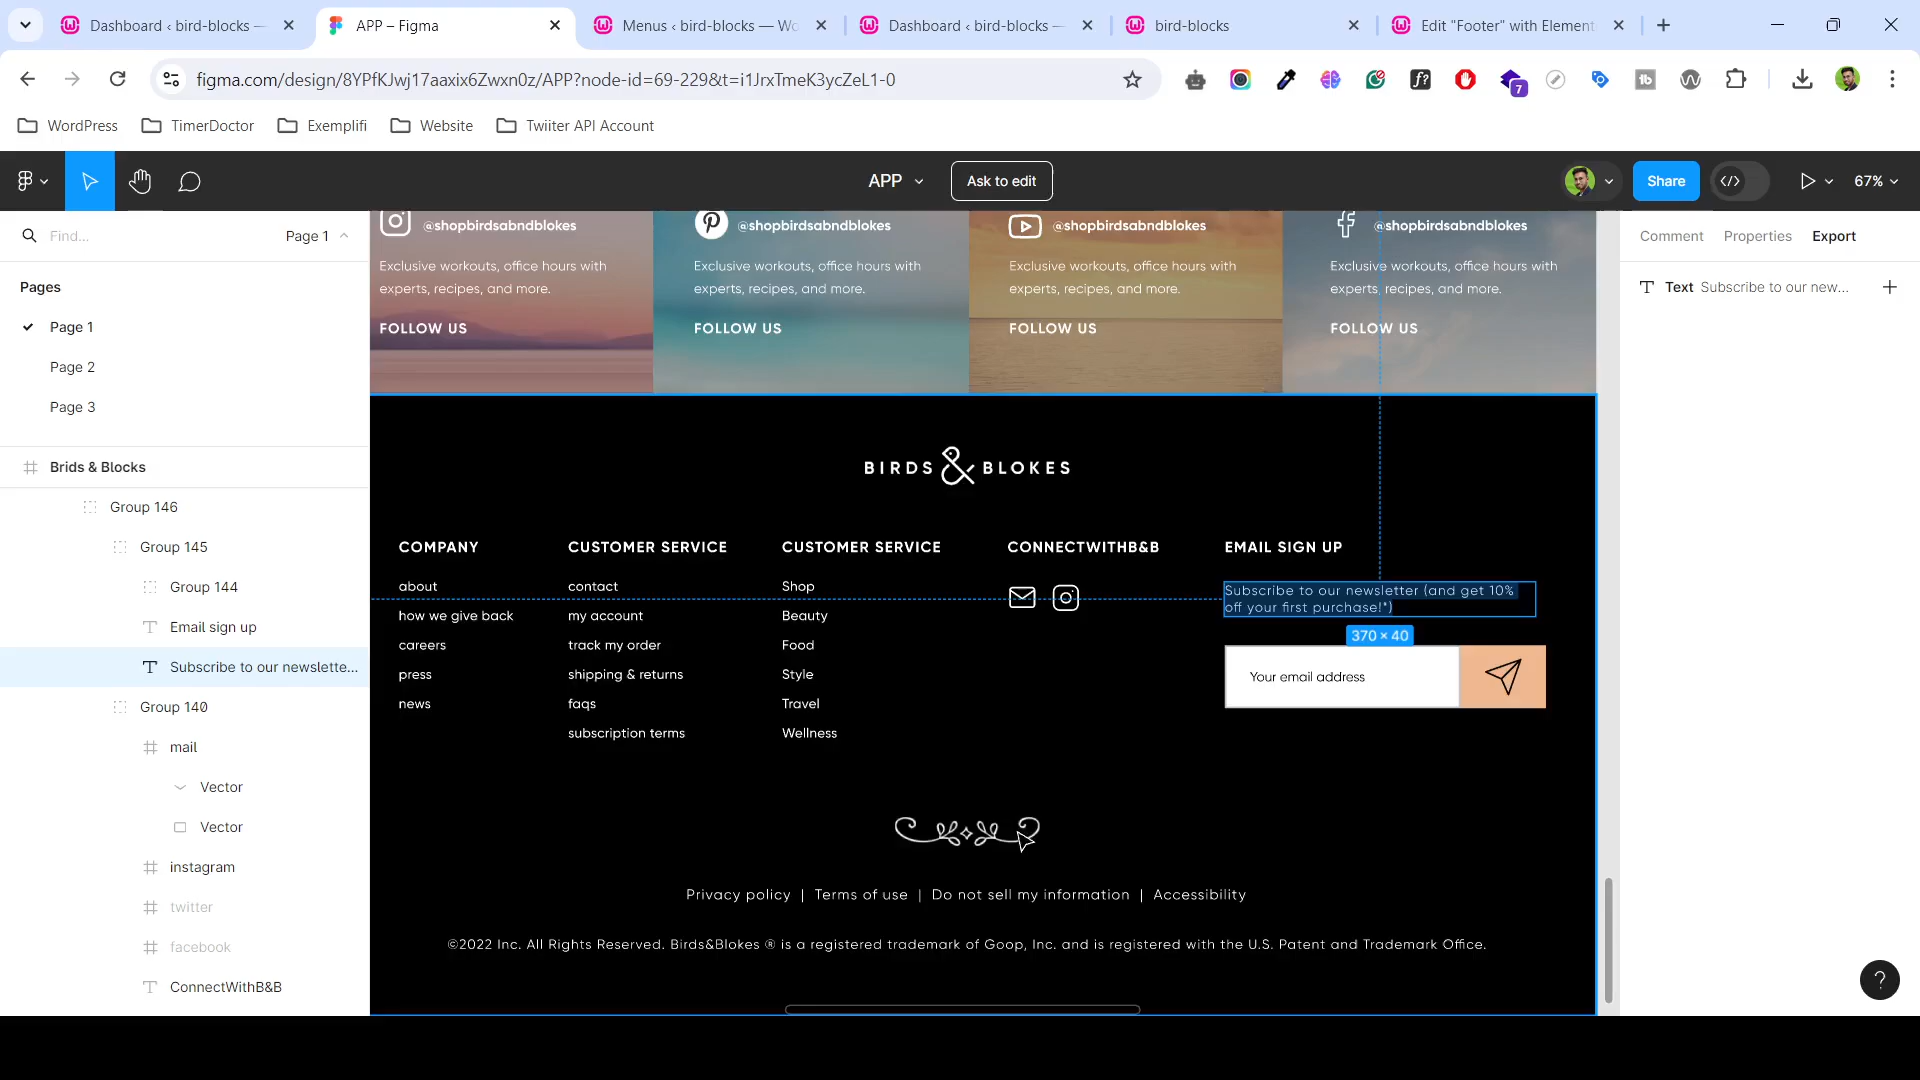 Dashboard ‹ bird-blocks —
APP – Figma
Menus ‹ bird-blocks — Wo
Dashboard ‹ bird-blocks —
bird-blocks
Edit "Footer" with Element
figma.com/design/8YPfKJwj17aaxix6Zwxn0z/APP?node-id=69-229&t=i1JrxTmeK3ycZeL1-0
7
WordPress
TimerDoctor
Exemplifi
Website
Twiiter API Account
APP
Ask to edit
Share
67%
Find...
Page 1
Comment
Properties
Export
Pages
Text Subscribe to our new...
Page 1
Page 2
Page 3
Brids & Blocks
Group 146
Group 145
Group 144
Email sign up
Subscribe to our newslette...
Group 140
mail
Vector
Vector
instagram
twitter
facebook
ConnectWithB&B
@shopbirdsabndblokes
@shopbirdsabndblokes
@shopbirdsabndblokes
@shopbirdsabndblokes
Exclusive workouts, office hours with
experts, recipes, and more.
Exclusive workouts, office hours with
experts, recipes, and more.
Exclusive workouts, office hours with
experts, recipes, and more.
Exclusive workouts, office hours with
experts, recipes, and more.
FOLLOW US
FOLLOW US
FOLLOW US
FOLLOW US
BIRDS & BLOKES
COMPANY
about
how we give back
careers
press
news
CUSTOMER SERVICE
contact
my account
track my order
shipping & returns
faqs
subscription terms
CUSTOMER SERVICE
Shop
Beauty
Food
Style
Travel
Wellness
CONNECTWITHB&B
EMAIL SIGN UP
Subscribe to our newsletter (and get 10%
off your first purchase!*)
370 × 40
Your email address
Privacy policy | Terms of use | Do not sell my information | Accessibility
©2022 Inc. All Rights Reserved. Birds&Blokes ® is a registered trademark of Goop, Inc. and is registered with the U.S. Patent and Trademark Office.
?